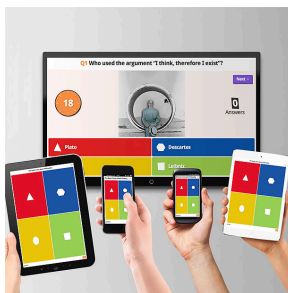 Q1 Who used the argument "I think, therefore I exist"?
Next
18
0
Answers
Plato
Descartes
Leibniz